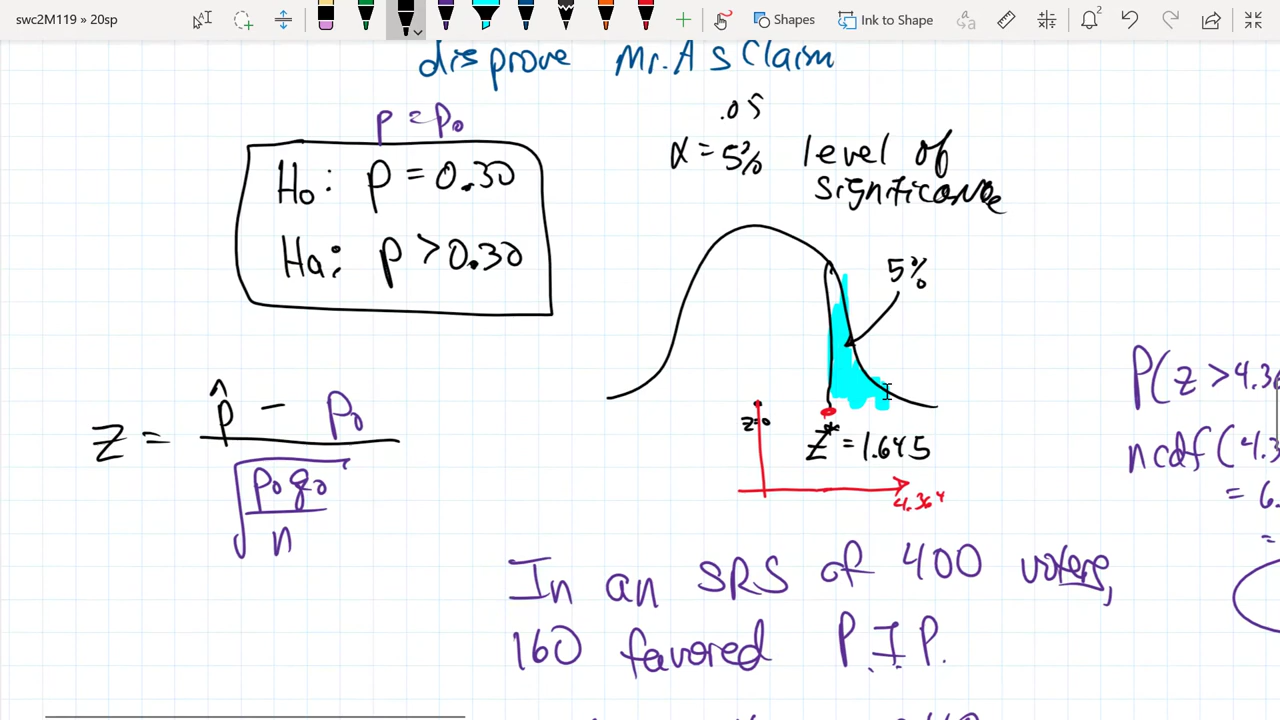 swc2M119 » 20sp
Shapes
Ink to Shape
disprove Mr. A s Claim
p = p₀
H₀: p = 0.30
Ha: p > 0.30
.05
α = 5% level of
significance
5%
z=0
z* = 1.645
4.364
z = p̂ - p₀
√ p₀q₀
n
P(z > 4.36
ncdf(4.3
= 6.
=
In an SRS of 400 voters,
160 favored P.I.P.